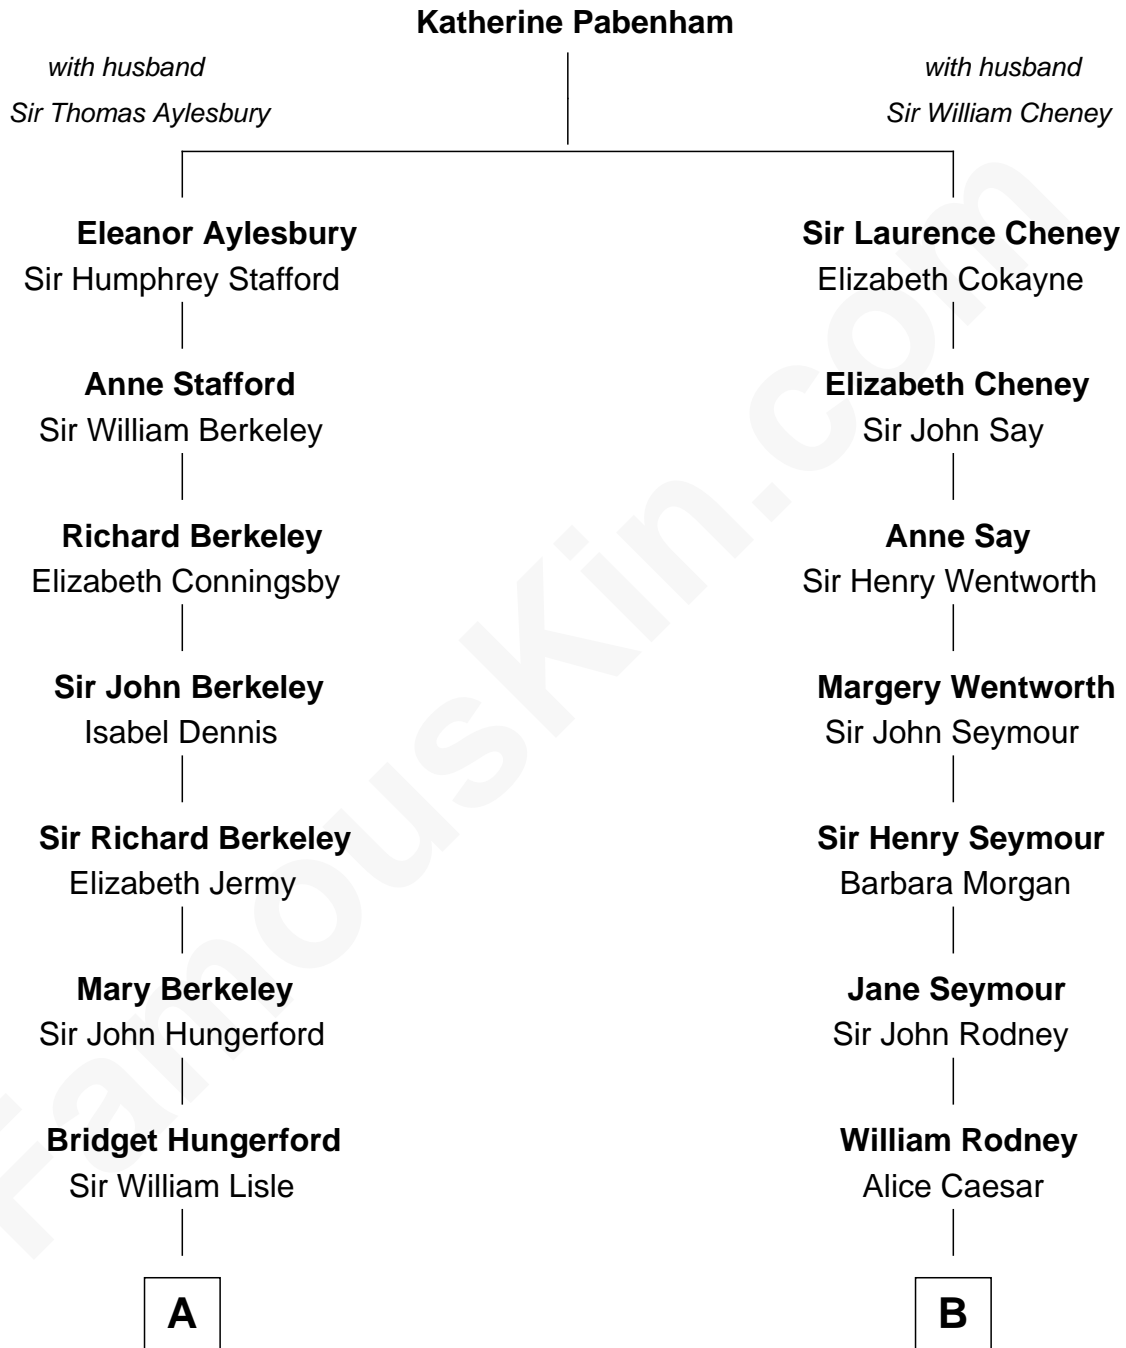 Katherine Pabenham
with husband
Sir Thomas Aylesbury
with husband
Sir William Cheney
Eleanor Aylesbury
Sir Humphrey Stafford
Sir Laurence Cheney
Elizabeth Cokayne
Anne Stafford
Sir William Berkeley
Elizabeth Cheney
Sir John Say
Richard Berkeley
Elizabeth Conningsby
Anne Say
Sir Henry Wentworth
Sir John Berkeley
Isabel Dennis
Margery Wentworth
Sir John Seymour
Sir Richard Berkeley
Elizabeth Jermy
Sir Henry Seymour
Barbara Morgan
Mary Berkeley
Sir John Hungerford
Jane Seymour
Sir John Rodney
Bridget Hungerford
Sir William Lisle
William Rodney
Alice Caesar
A
B
FamousKin.com